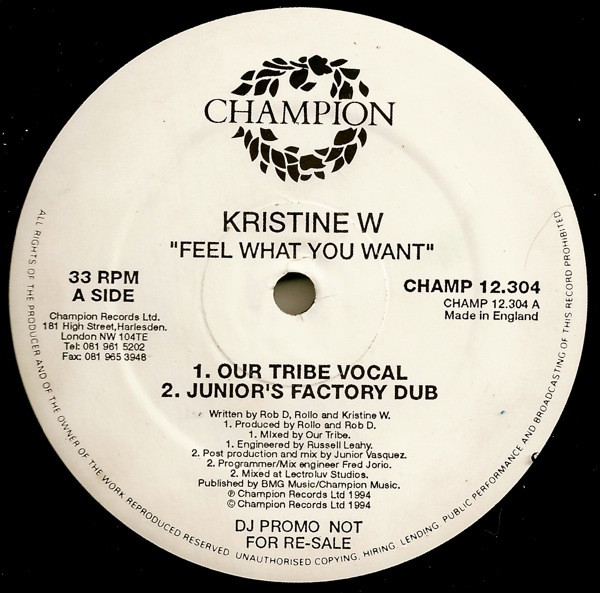 CHAMPION
KRISTINE W
"FEEL WHAT YOU WANT"
33 RPM
A SIDE
Champion Records Ltd.
181 High Street,Harlesden.
London NW 104TE
Tel: 081 961 5202
Fax: 081 965 3948
CHAMP 12.304
CHAMP 12.304 A
Made in England
1. OUR TRIBE VOCAL
2. JUNIOR'S FACTORY DUB
Written by Rob D, Rollo and Kristine W.
1. Produced by Rollo and Rob D.
1. Mixed by Our Tribe.
1. Engineered by Russell Leahy.
2. Post production and mix by Junior Vasquez.
2. Programmer/Mix engineer Fred Jorio.
2. Mixed at Lectroluv Studios.
Published by BMG Music/Champion Music.
℗ Champion Records Ltd 1994
© Champion Records Ltd 1994
DJ PROMO NOT
FOR RE-SALE
ALL RIGHTS OF THE PRODUCER AND OF THE OWNER OF THE WORK REPRODUCED RESERVED. UNAUTHORISED COPYING, HIRING, LENDING, PUBLIC PERFORMANCE AND BROADCASTING OF THIS RECORD PROHIBITED